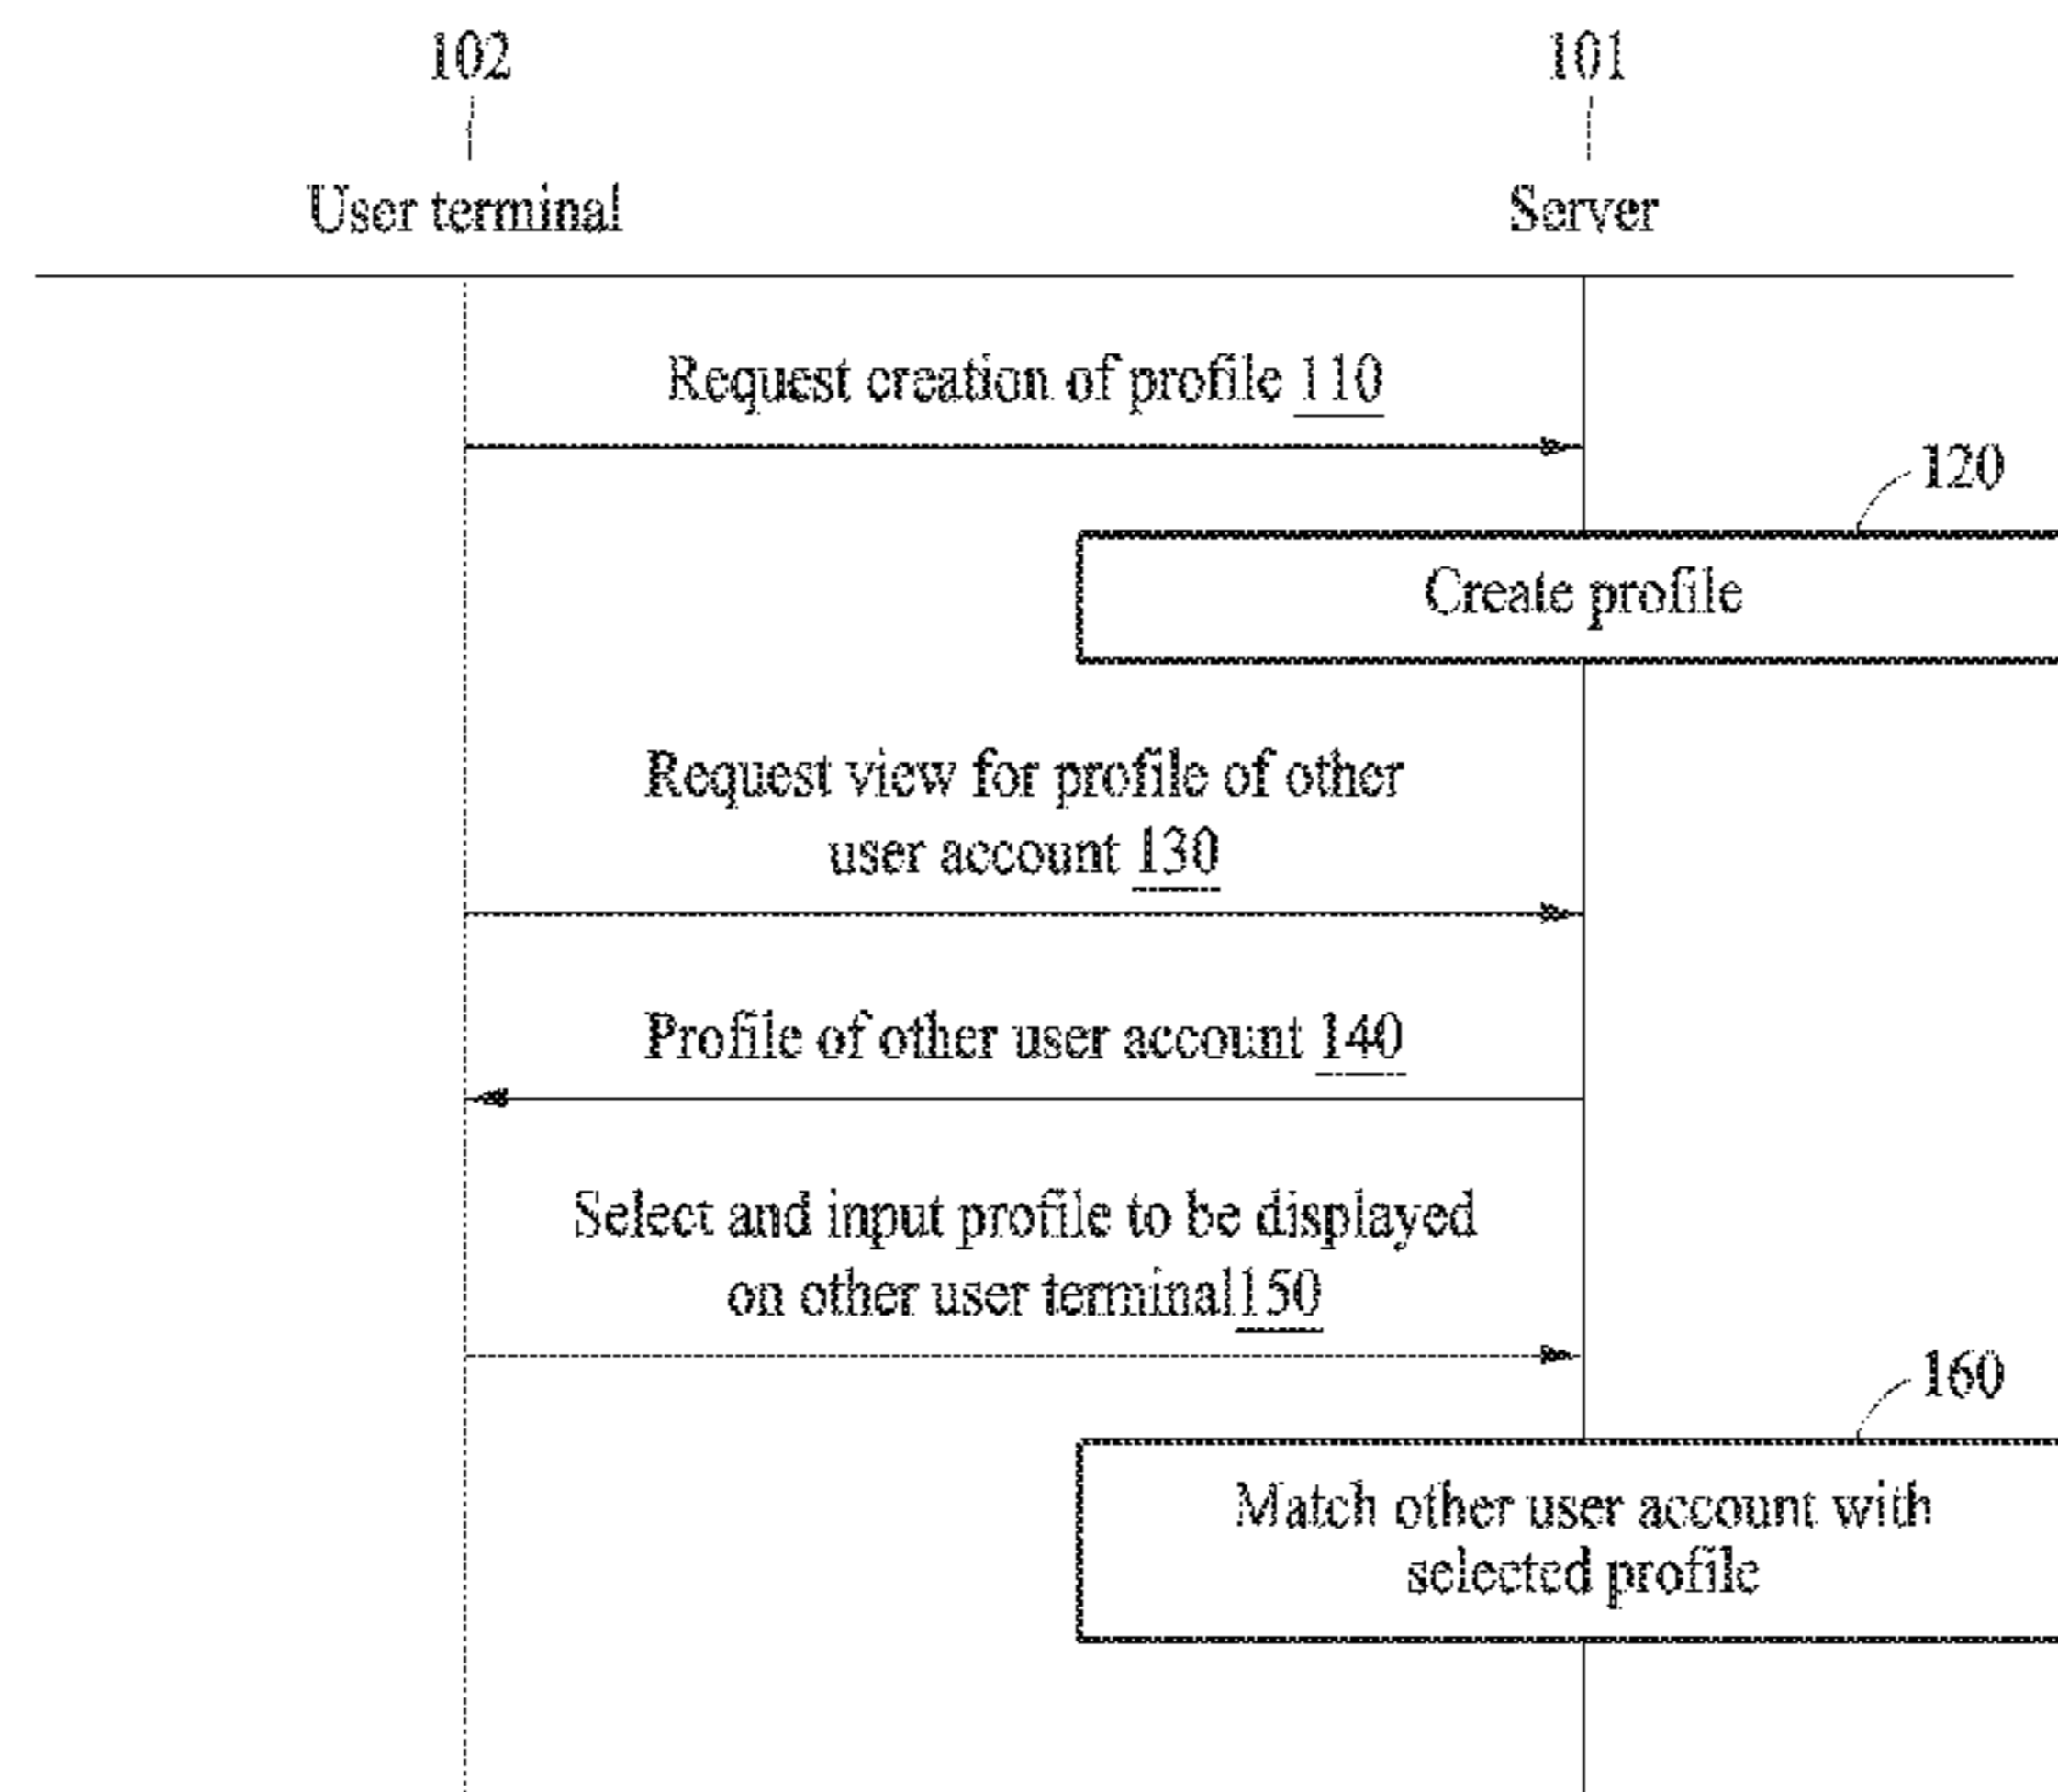 102
101
User terminal
Server
Request creation of profile 110
120
Create profile
Request view for profile of other
user account 130
Profile of other user account 140
Select and input profile to be displayed
on other user terminal150
160
Match other user account with
selected profile